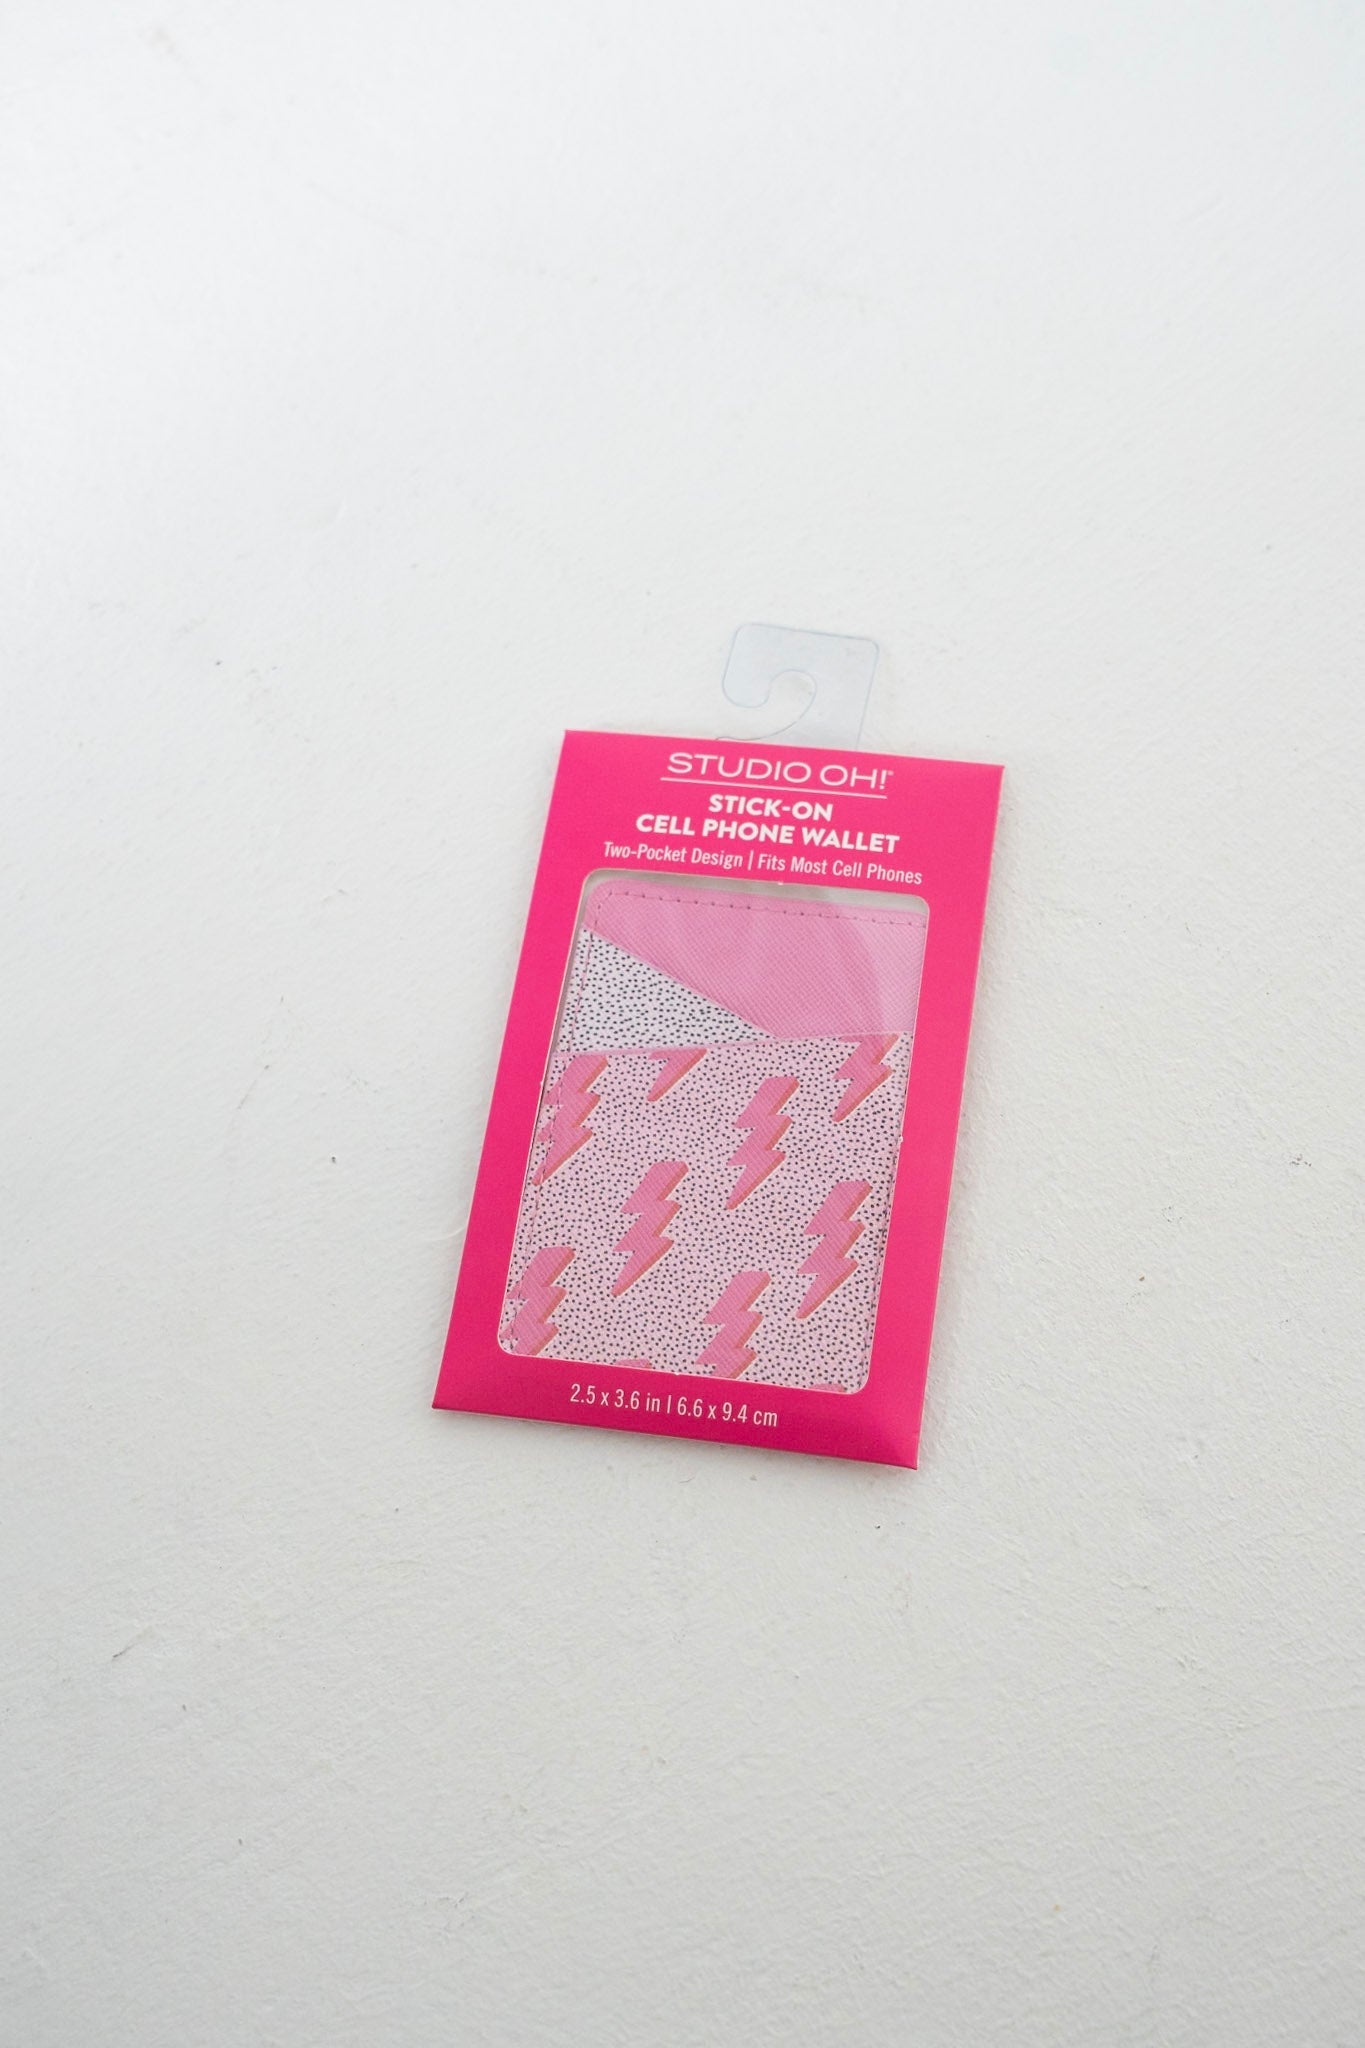 STUDIO OH!®
STICK-ON
CELL PHONE WALLET
Two-Pocket Design | Fits Most Cell Phones
2.5 x 3.6 in | 6.6 x 9.4 cm